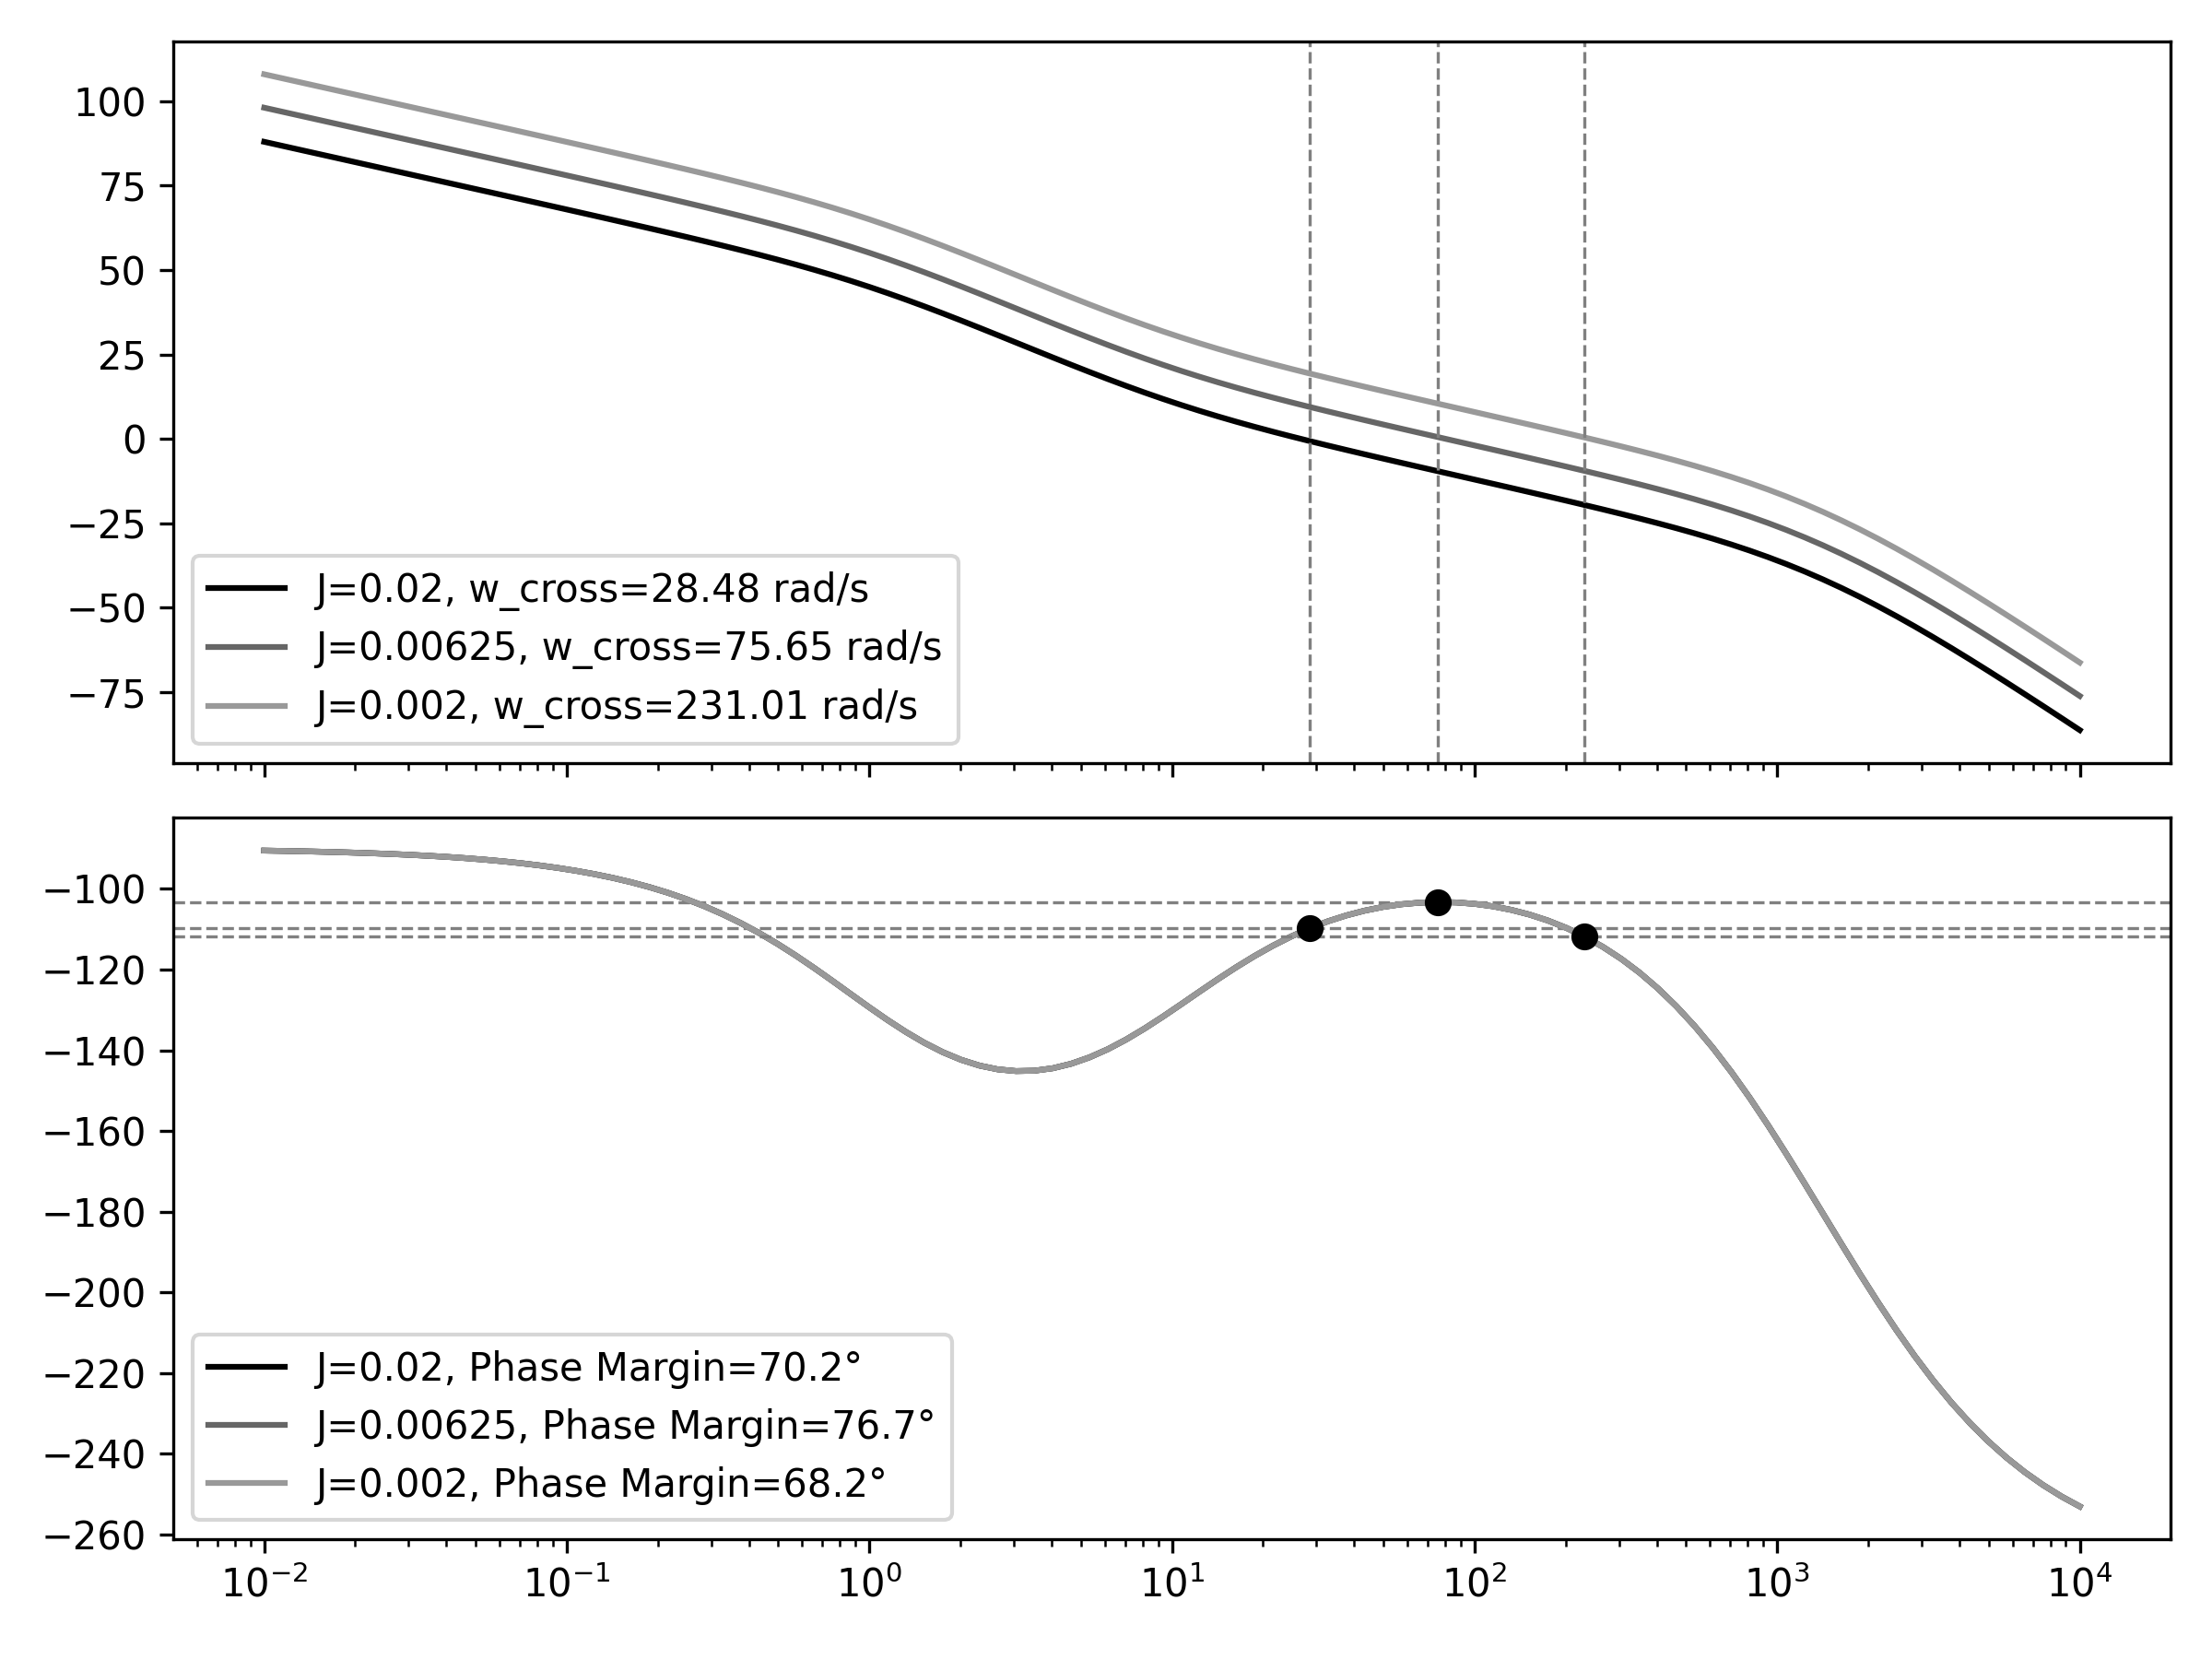 100
75
50
25
0
−25
−50
−75
J=0.02, w_cross=28.48 rad/s
J=0.00625, w_cross=75.65 rad/s
J=0.002, w_cross=231.01 rad/s
−100
−120
−140
−160
−180
−200
−220
−240
−260
J=0.02, Phase Margin=70.2°
J=0.00625, Phase Margin=76.7°
J=0.002, Phase Margin=68.2°
10⁻² 10⁻¹ 10⁰ 10¹ 10² 10³ 10⁴